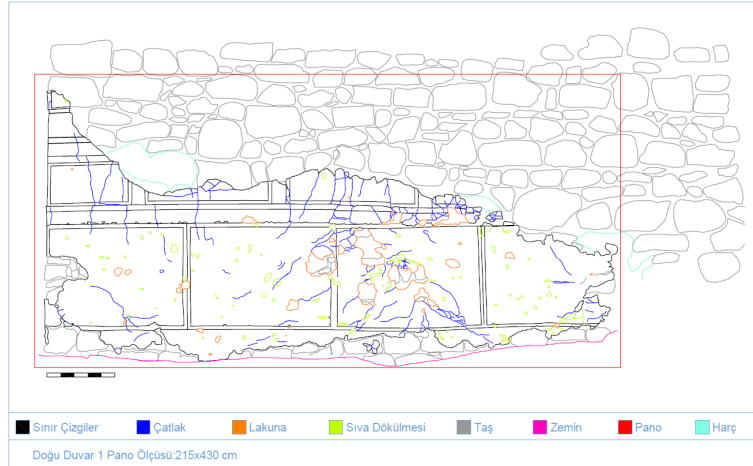 Sınır Çizgiler Çatlak Lakuna Sıva Dökülmesi Taş Zemin Pano Harç
Doğu Duvar 1 Pano Ölçüsü:215x430 cm